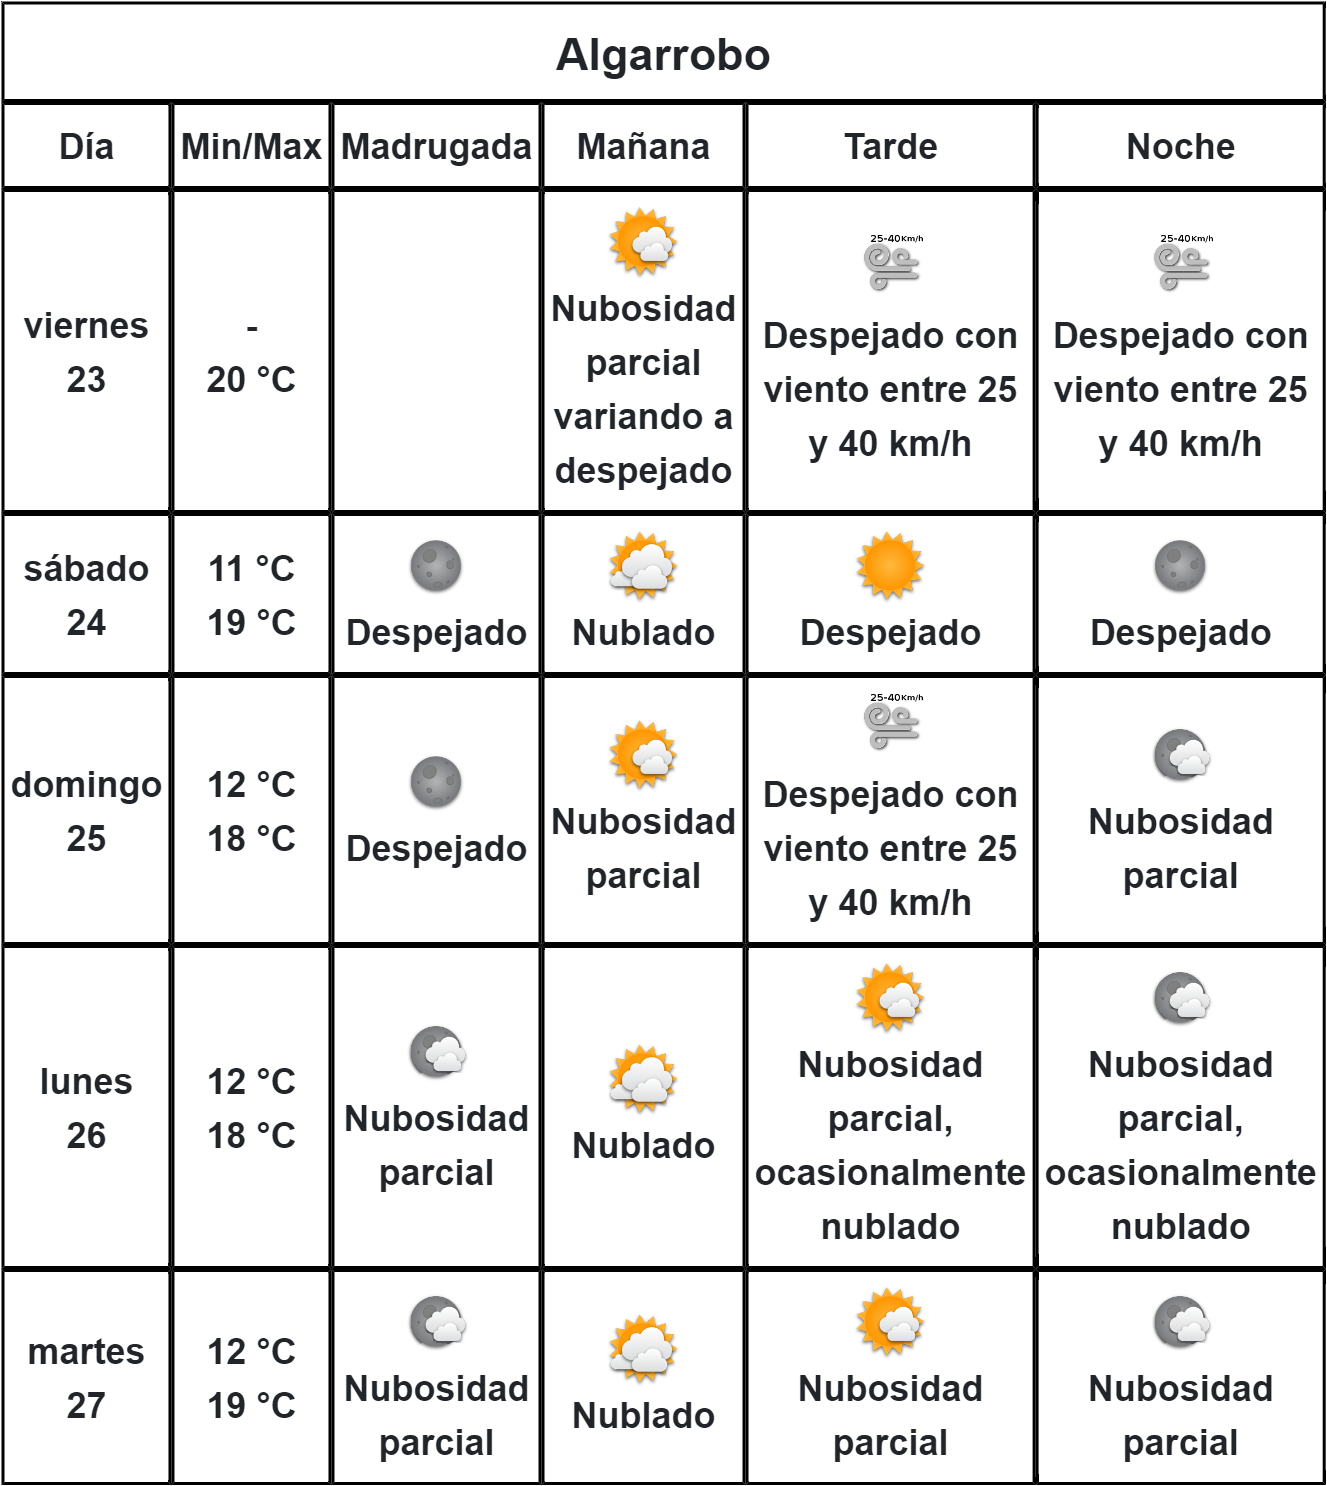 Algarrobo
Día Min/Max Madrugada Mañana Tarde Noche
viernes
23
-
20 °C
Nubosidad
parcial
variando a
despejado
25-40Km/h
Despejado con
viento entre 25
y 40 km/h
25-40Km/h
Despejado con
viento entre 25
y 40 km/h
sábado
24
11 °C
19 °C
Despejado
Nublado
Despejado
Despejado
domingo
25
12 °C
18 °C
Despejado
Nubosidad
parcial
25-40Km/h
Despejado con
viento entre 25
y 40 km/h
Nubosidad
parcial
lunes
26
12 °C
18 °C
Nubosidad
parcial
Nublado
Nubosidad
parcial,
ocasionalmente
nublado
Nubosidad
parcial,
ocasionalmente
nublado
martes
27
12 °C
19 °C
Nubosidad
parcial
Nublado
Nubosidad
parcial
Nubosidad
parcial